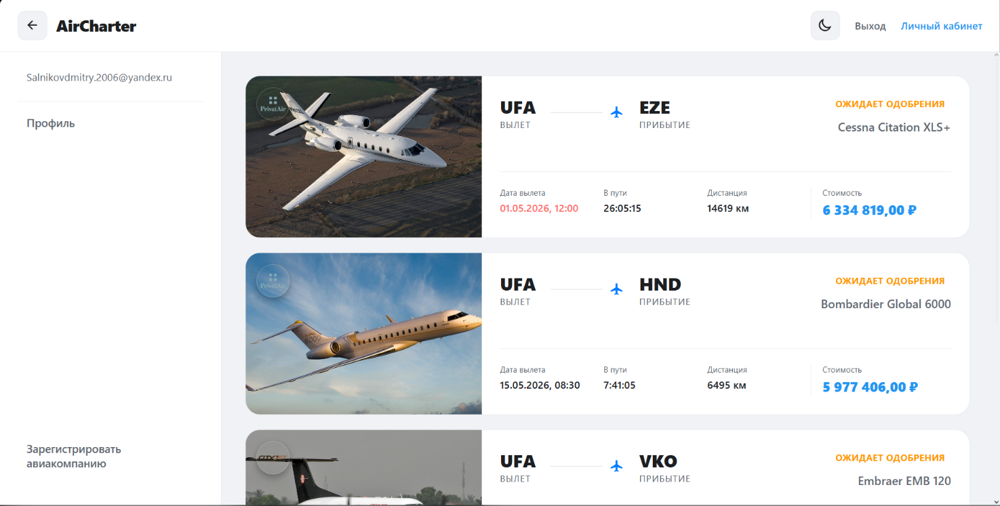 AirCharter
Выход
Личный кабинет
Salnikovdmitry.2006@yandex.ru
Профиль
Зарегистрировать
авиакомпанию
PrivatAir
UFA
ВЫЛЕТ
EZE
ПРИБЫТИЕ
ОЖИДАЕТ ОДОБРЕНИЯ
Cessna Citation XLS+
Дата вылета
01.05.2026, 12:00
В пути
26:05:15
Дистанция
14619 км
Стоимость
6 334 819,00 ₽
PrivatAir
6000
UFA
ВЫЛЕТ
HND
ПРИБЫТИЕ
ОЖИДАЕТ ОДОБРЕНИЯ
Bombardier Global 6000
Дата вылета
15.05.2026, 08:30
В пути
7:41:05
Дистанция
6495 км
Стоимость
5 977 406,00 ₽
UFA
ВЫЛЕТ
VKO
ПРИБЫТИЕ
ОЖИДАЕТ ОДОБРЕНИЯ
Embraer EMB 120